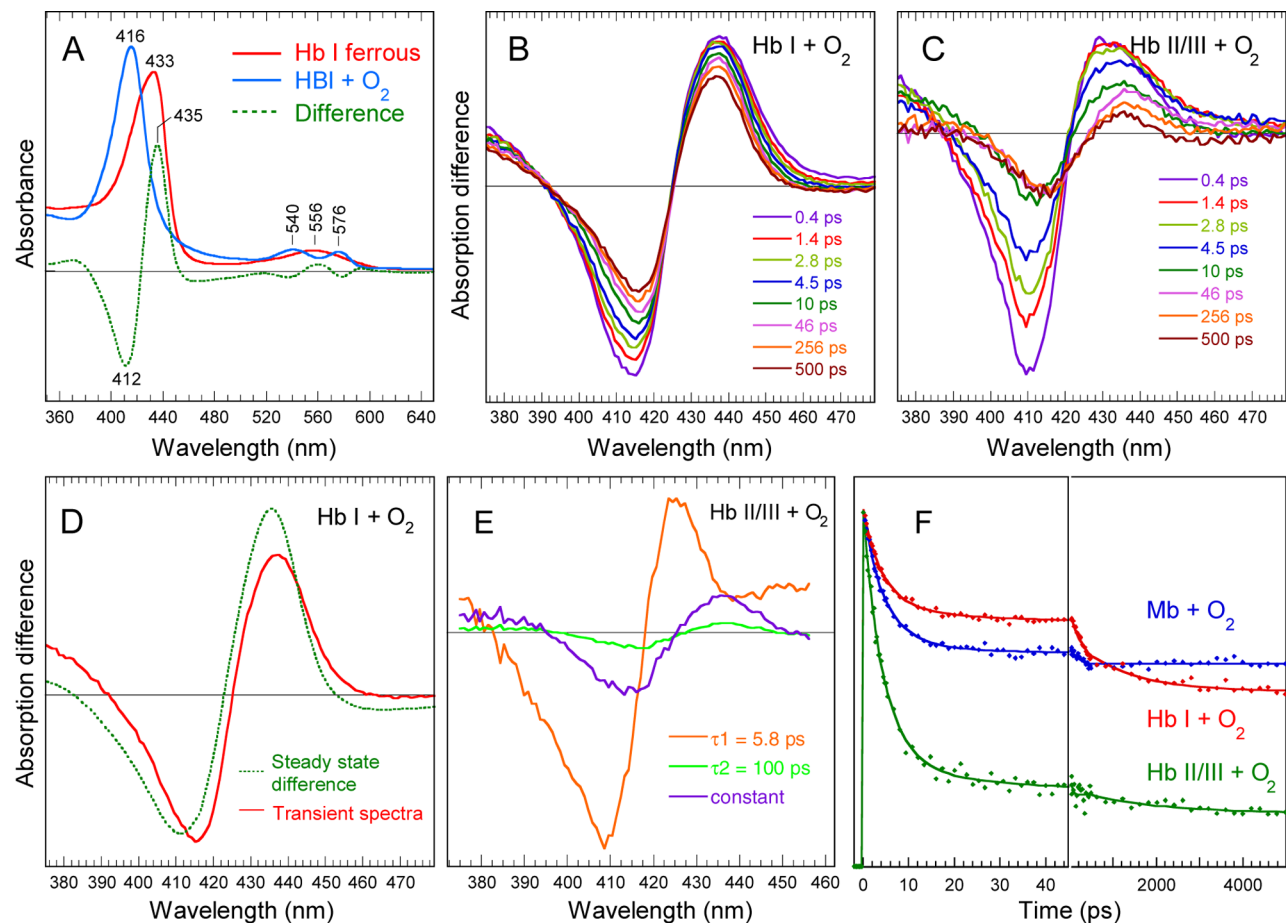 A
416
433
435
412
540
556
576
Hb I ferrous
HBI + O2
Difference
Absorbance
350 400 440 480 520 560 600 640
Wavelength (nm)
B
Hb I + O2
0.4 ps
1.4 ps
2.8 ps
4.5 ps
10 ps
46 ps
256 ps
500 ps
Absorption difference
380 390 400 410 420 430 440 450 460 470
Wavelength (nm)
C
Hb II/III + O2
0.4 ps
1.4 ps
2.8 ps
4.5 ps
10 ps
46 ps
256 ps
500 ps
380 390 400 410 420 430 440 450 460 470
Wavelength (nm)
D
Hb I + O2
Steady state
difference
Transient spectra
Absorption difference
380 390 400 410 420 430 440 450 460 470
Wavelength (nm)
E
Hb II/III + O2
τ1 = 5.8 ps
τ2 = 100 ps
constant
380 390 400 410 420 430 440 450 460
Wavelength (nm)
F
Mb + O2
Hb I + O2
Hb II/III + O2
0 10 20 30 40 2000 4000
Time (ps)